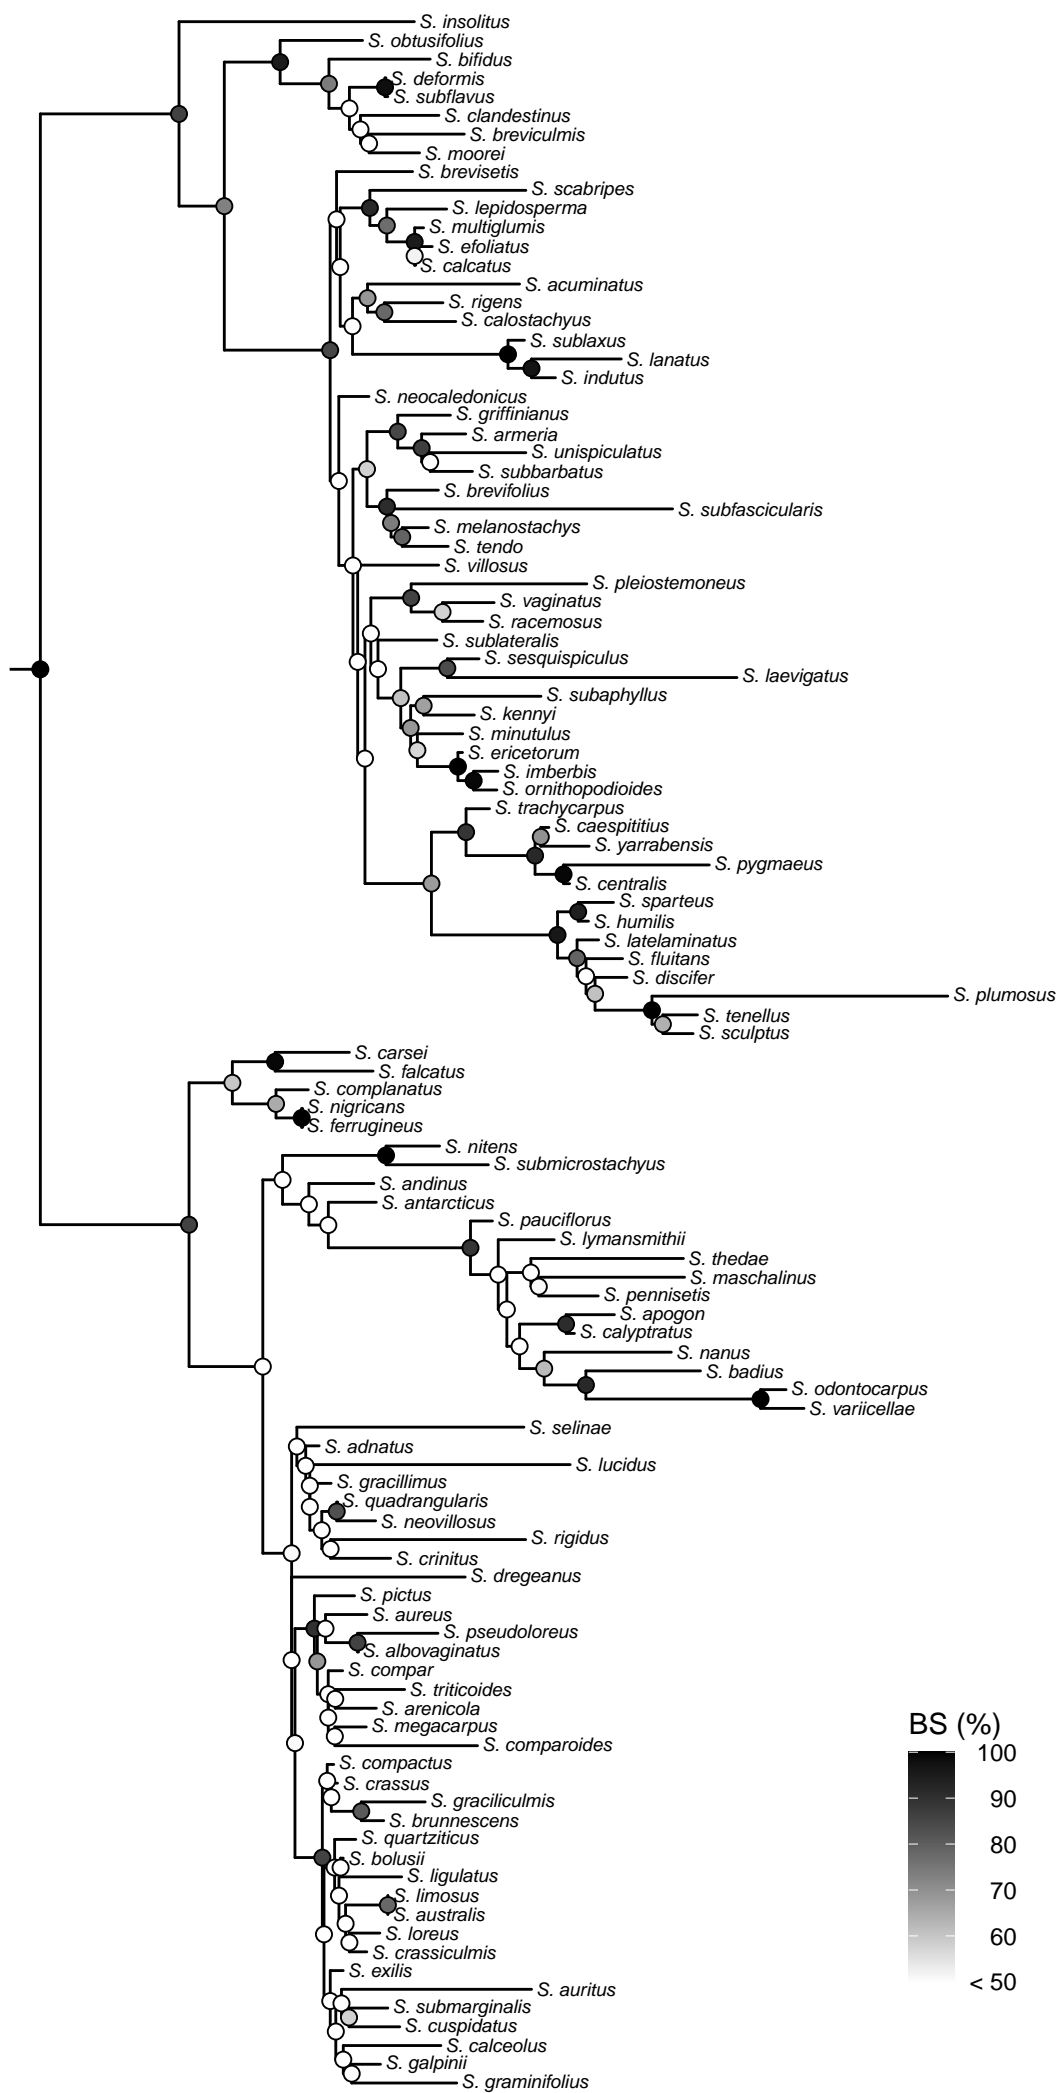 S. insolitus
S. obtusifolius
S. bifidus
S. deformis
S. subflavus
S. clandestinus
S. breviculmis
S. moorei
S. brevisetis
S. scabripes
S. lepidosperma
S. multiglumis
S. efoliatus
S. calcatus
S. acuminatus
S. rigens
S. calostachyus
S. sublaxus
S. lanatus
S. indutus
S. neocaledonicus
S. griffinianus
S. armeria
S. unispiculatus
S. subbarbatus
S. brevifolius
S. subfascicularis
S. melanostachys
S. tendo
S. villosus
S. pleiostemoneus
S. vaginatus
S. racemosus
S. sublateralis
S. sesquispiculus
S. laevigatus
S. subaphyllus
S. kennyi
S. minutulus
S. ericetorum
S. imberbis
S. ornithopodioides
S. trachycarpus
S. caespititius
S. yarrabensis
S. pygmaeus
S. centralis
S. sparteus
S. humilis
S. latelaminatus
S. fluitans
S. discifer
S. plumosus
S. tenellus
S. sculptus
S. carsei
S. falcatus
S. complanatus
S. nigricans
S. ferrugineus
S. nitens
S. submicrostachyus
S. andinus
S. antarcticus
S. pauciflorus
S. lymansmithii
S. thedae
S. maschalinus
S. pennisetis
S. apogon
S. calyptratus
S. nanus
S. badius
S. odontocarpus
S. variicellae
S. selinae
S. adnatus
S. lucidus
S. gracillimus
S. quadrangularis
S. neovillosus
S. rigidus
S. crinitus
S. dregeanus
S. pictus
S. aureus
S. pseudoloreus
S. albovaginatus
S. compar
S. triticoides
S. arenicola
S. megacarpus
S. comparoides
S. compactus
S. crassus
S. graciliculmis
S. brunnescens
S. quartziticus
S. bolusii
S. ligulatus
S. limosus
S. australis
S. loreus
S. crassiculmis
S. exilis
S. auritus
S. submarginalis
S. cuspidatus
S. calceolus
S. galpinii
S. graminifolius
BS (%)
100
90
80
70
60
< 50